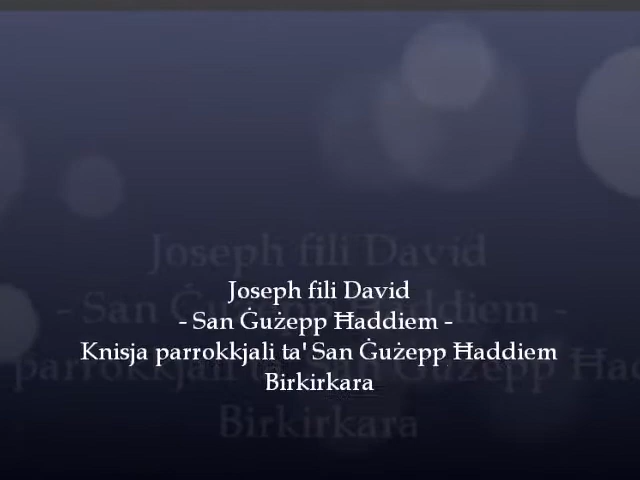 Joseph fili David
- San Ġużepp Ħaddiem -
Knisja parrokkjali ta' San Ġużepp Ħaddiem
Birkirkara